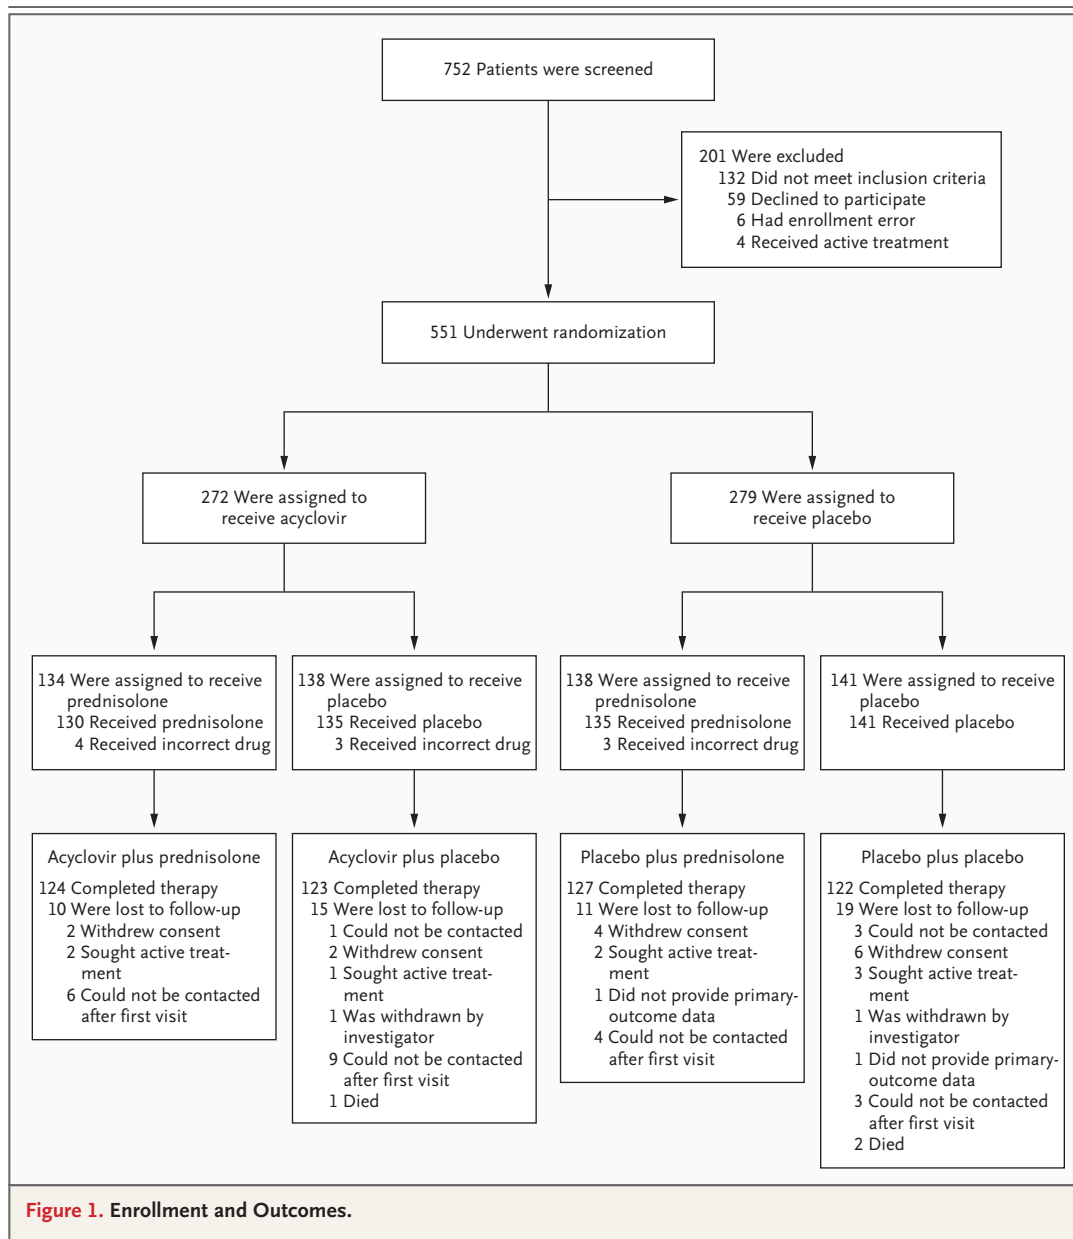 752 Patients were screened
201 Were excluded
132 Did not meet inclusion criteria
59 Declined to participate
6 Had enrollment error
4 Received active treatment
551 Underwent randomization
272 Were assigned to
receive acyclovir
279 Were assigned to
receive placebo
134 Were assigned to receive
prednisolone
130 Received prednisolone
4 Received incorrect drug
138 Were assigned to receive
placebo
135 Received placebo
3 Received incorrect drug
138 Were assigned to receive
prednisolone
135 Received prednisolone
3 Received incorrect drug
141 Were assigned to receive
placebo
141 Received placebo
Acyclovir plus prednisolone
124 Completed therapy
10 Were lost to follow-up
2 Withdrew consent
2 Sought active treat-
ment
6 Could not be contacted
after first visit
Acyclovir plus placebo
123 Completed therapy
15 Were lost to follow-up
1 Could not be contacted
2 Withdrew consent
1 Sought active treat-
ment
1 Was withdrawn by
investigator
9 Could not be contacted
after first visit
1 Died
Placebo plus prednisolone
127 Completed therapy
11 Were lost to follow-up
4 Withdrew consent
2 Sought active treat-
ment
1 Did not provide primary-
outcome data
4 Could not be contacted
after first visit
Placebo plus placebo
122 Completed therapy
19 Were lost to follow-up
3 Could not be contacted
6 Withdrew consent
3 Sought active treat-
ment
1 Was withdrawn by
investigator
1 Did not provide primary-
outcome data
3 Could not be contacted
after first visit
2 Died
Figure 1. Enrollment and Outcomes.